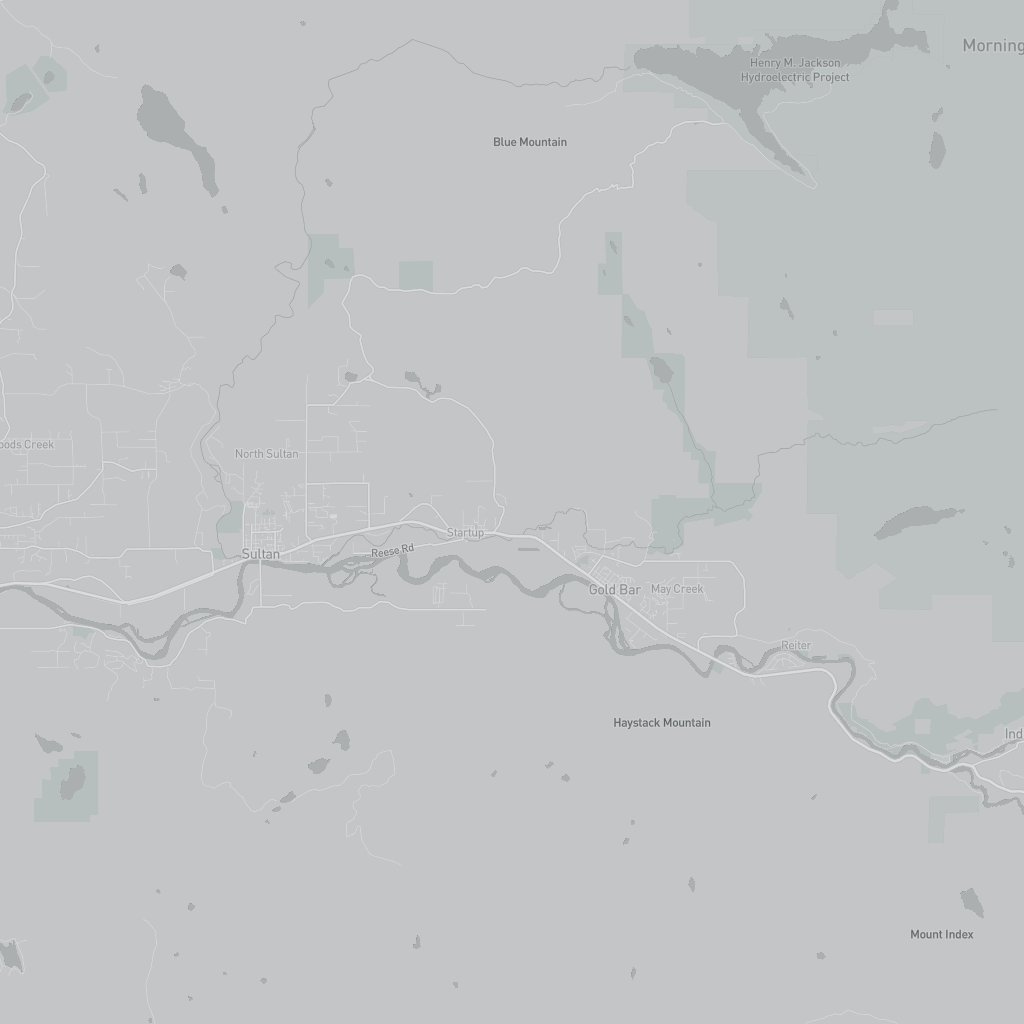 Morning
Henry M. Jackson
Hydroelectric Project
Blue Mountain
oods Creek
North Sultan
Startup
Reese Rd
Sultan
Gold Bar
May Creek
Reiter
Haystack Mountain
Ind
Mount Index